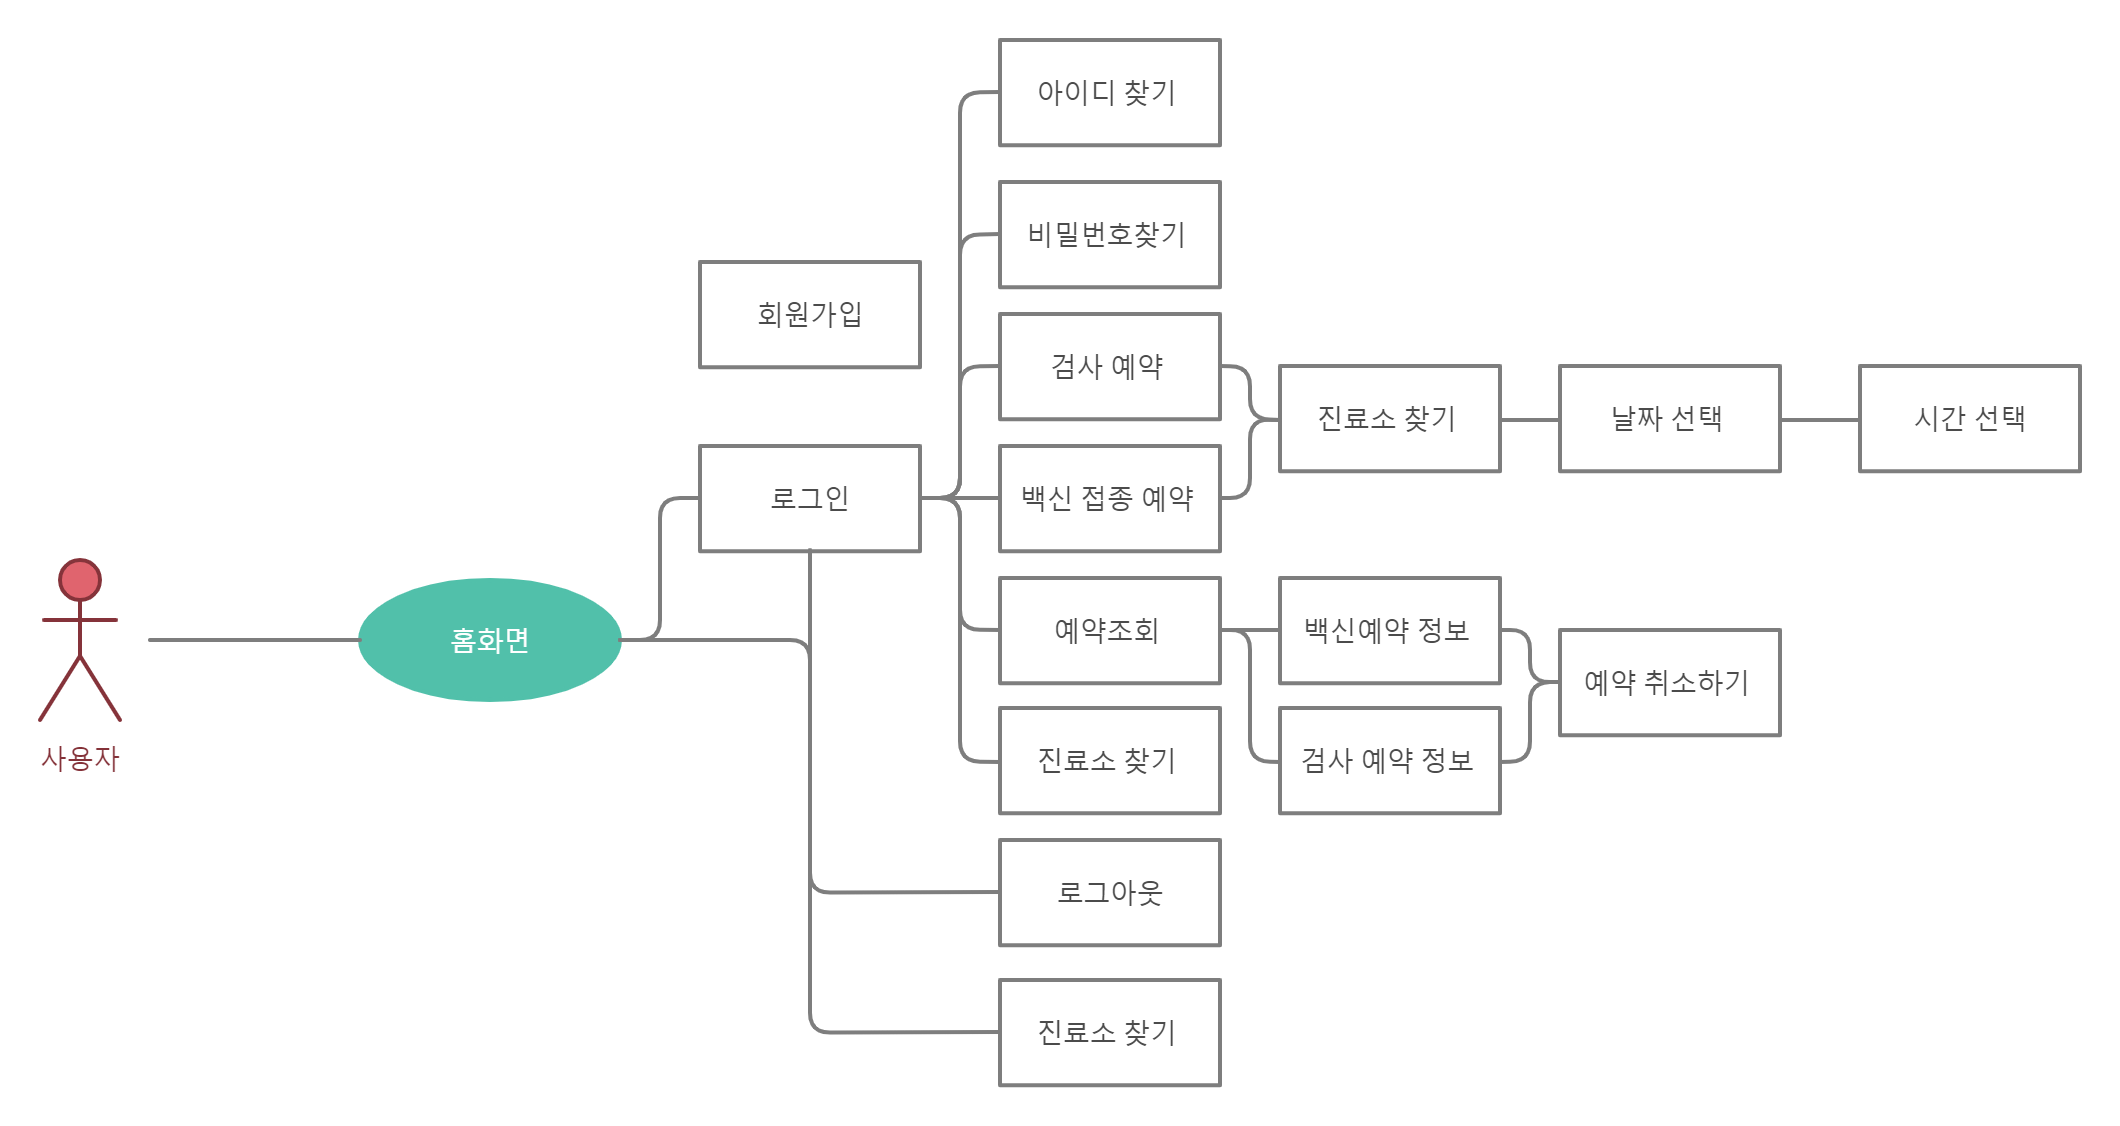 아이디 찾기
비밀번호찾기
회원가입
검사 예약
진료소 찾기
날짜 선택
시간 선택
로그인
백신 접종 예약
홈화면
예약조회
백신예약 정보
예약 취소하기
사용자
진료소 찾기
검사 예약 정보
로그아웃
진료소 찾기